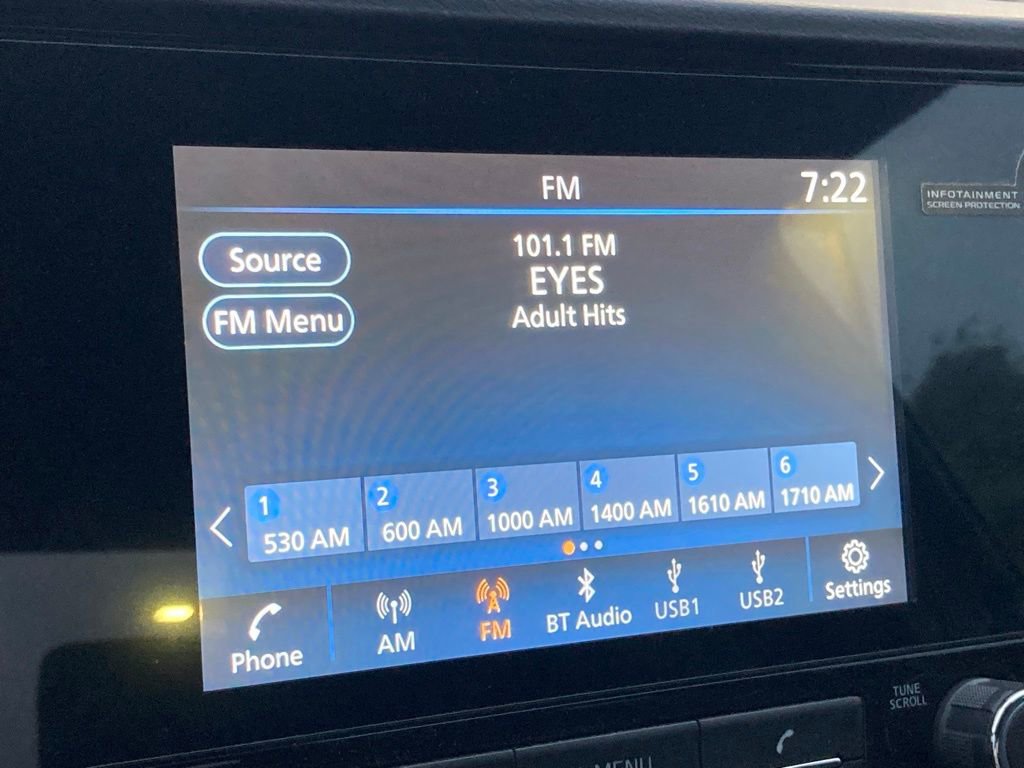 FM
7:22
INFOTAINMENT
SCREEN PROTECTION
Source
101.1 FM
EYES
FM Menu
Adult Hits
1
2
3
4
5
6
530 AM
600 AM
1000 AM
1400 AM
1610 AM
1710 AM
Phone
AM
FM
BT Audio
USB1
USB2
Settings
TUNE
SCROLL
MENU